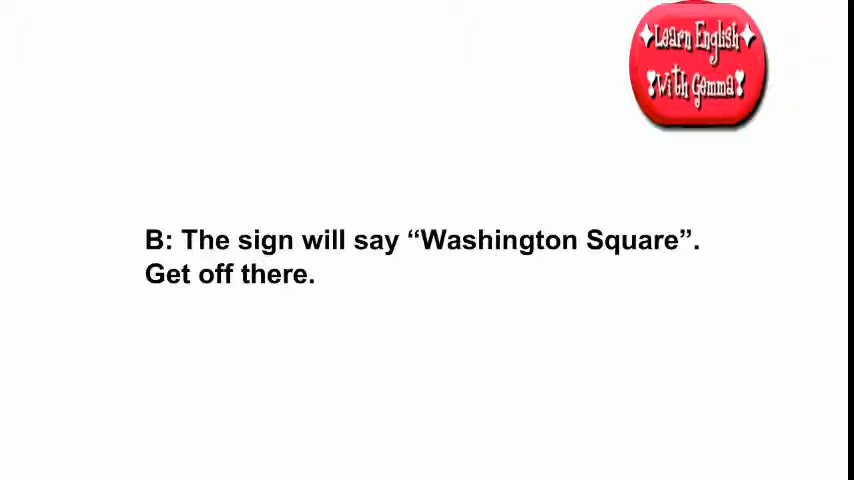 ✦Learn English✦
❣With Gemma❣
B: The sign will say “Washington Square”.
Get off there.